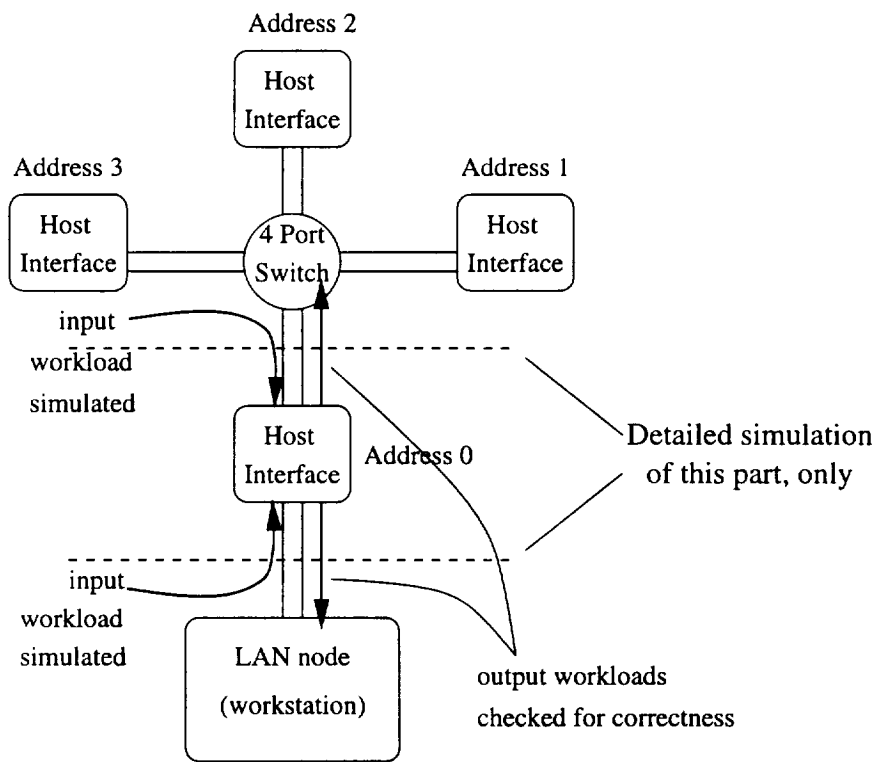 Address 2
Host
Interface
Address 3
Host
Interface
Address 1
Host
Interface
4 Port
Switch
input
workload
simulated
Host
Interface
Address 0
Detailed simulation
of this part, only
input
workload
simulated
LAN node
(workstation)
output workloads
checked for correctness